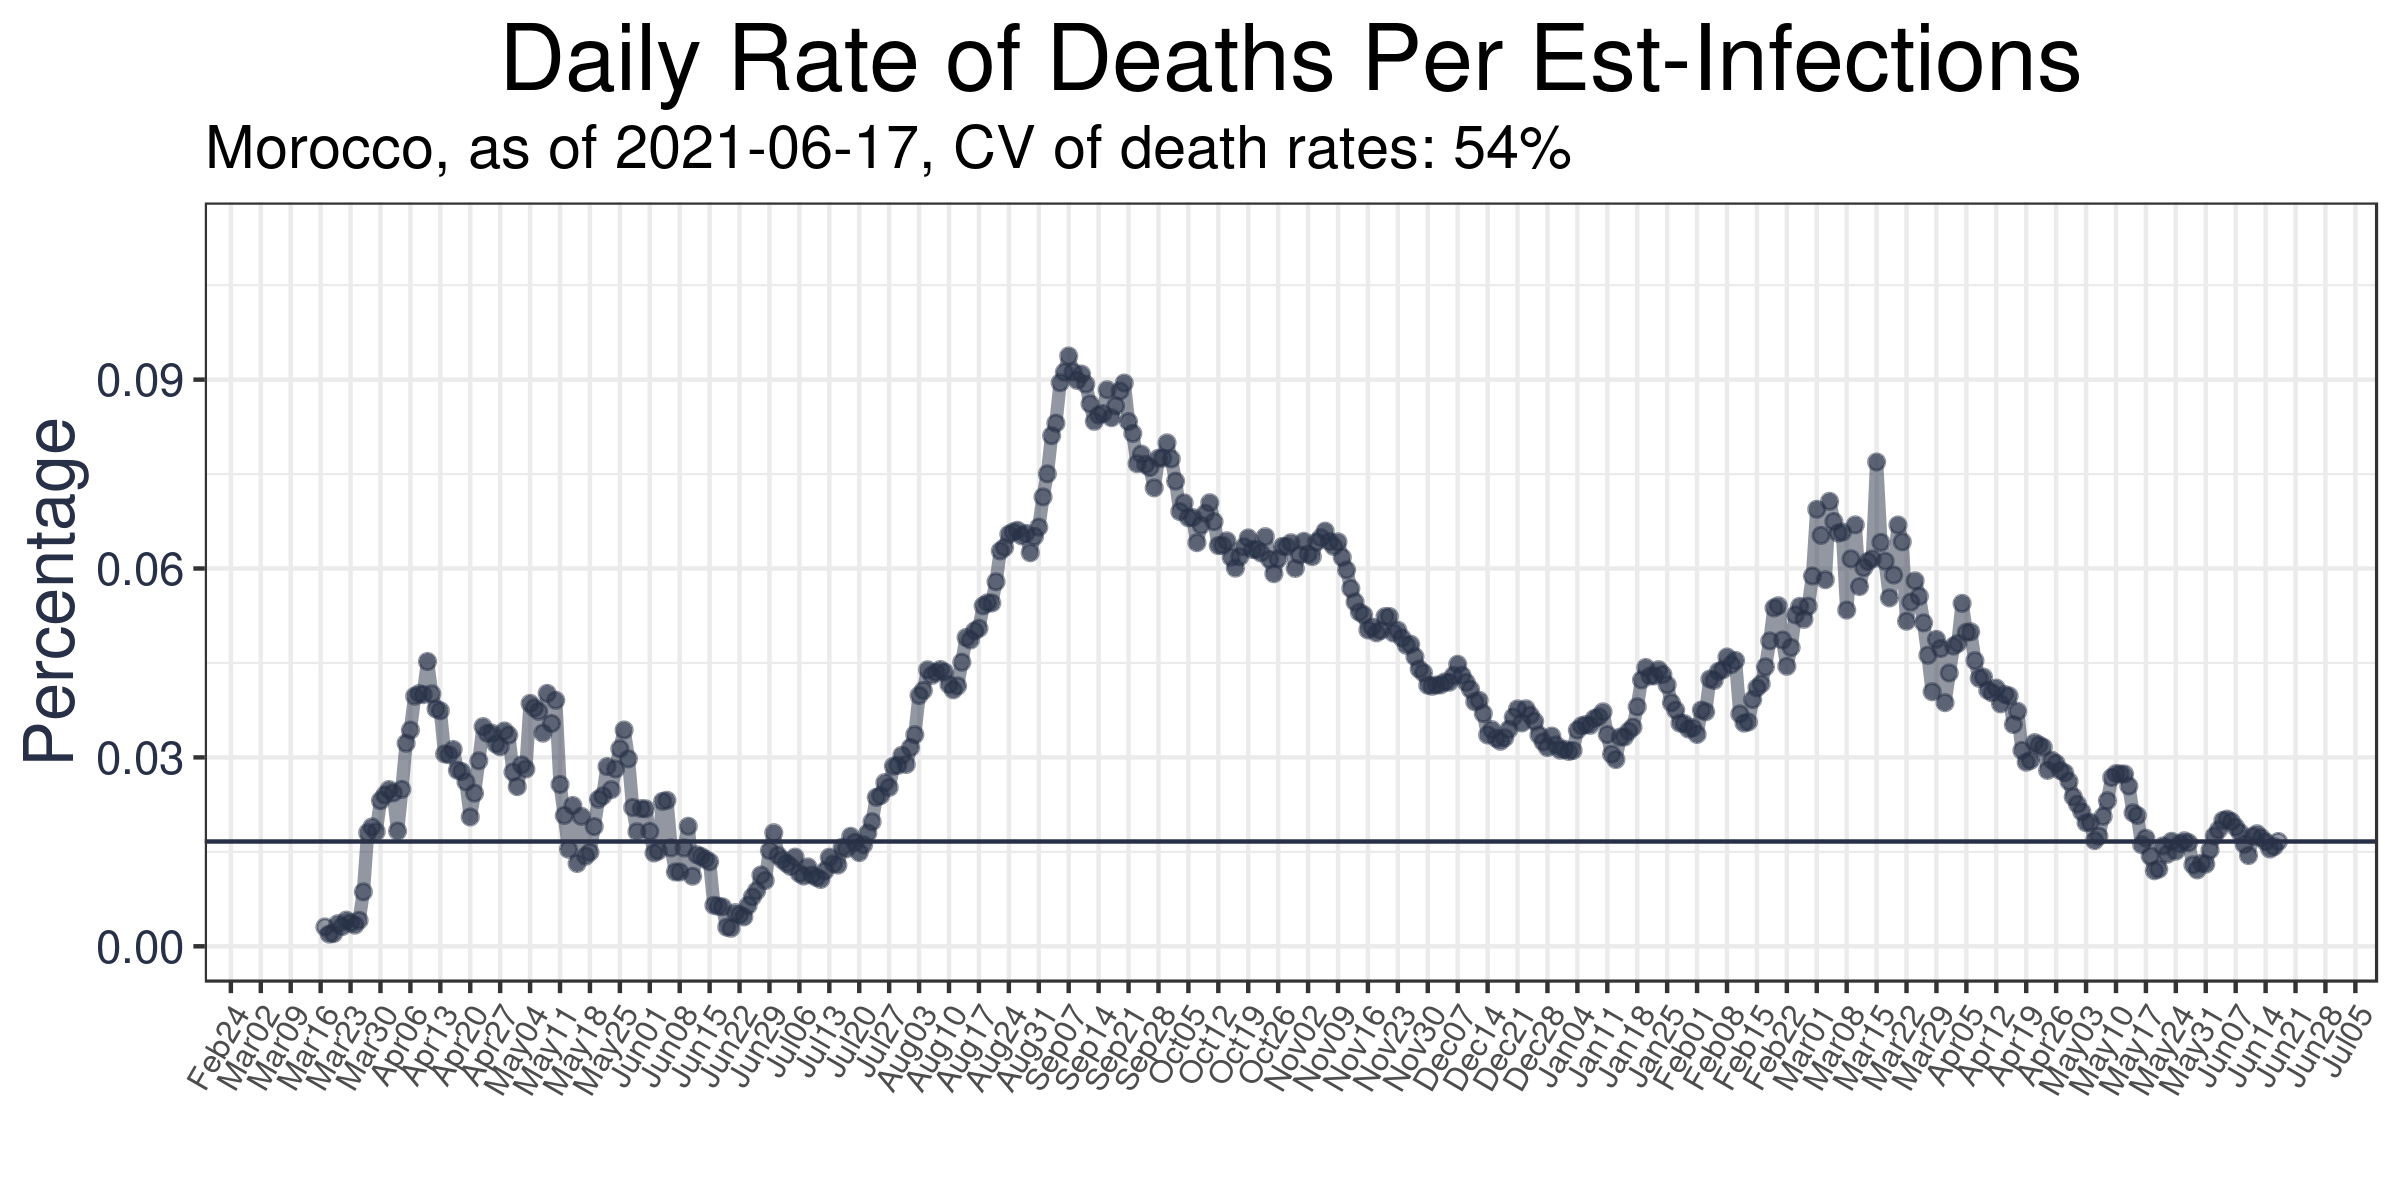 Daily Rate of Deaths Per Est-Infections
Morocco, as of 2021-06-17, CV of death rates: 54%
Percentage
0.09
0.06
0.03
0.00
Feb24
Mar02
Mar09
Mar16
Mar23
Mar30
Apr06
Apr13
Apr20
Apr27
May04
May11
May18
May25
Jun01
Jun08
Jun15
Jun22
Jun29
Jul06
Jul13
Jul20
Jul27
Aug03
Aug10
Aug17
Aug24
Aug31
Sep07
Sep14
Sep21
Sep28
Oct05
Oct12
Oct19
Oct26
Nov02
Nov09
Nov16
Nov23
Nov30
Dec07
Dec14
Dec21
Dec28
Jan04
Jan11
Jan18
Jan25
Feb01
Feb08
Feb15
Feb22
Mar01
Mar08
Mar15
Mar22
Mar29
Apr05
Apr12
Apr19
Apr26
May03
May10
May17
May24
May31
Jun07
Jun14
Jun21
Jun28
Jul05